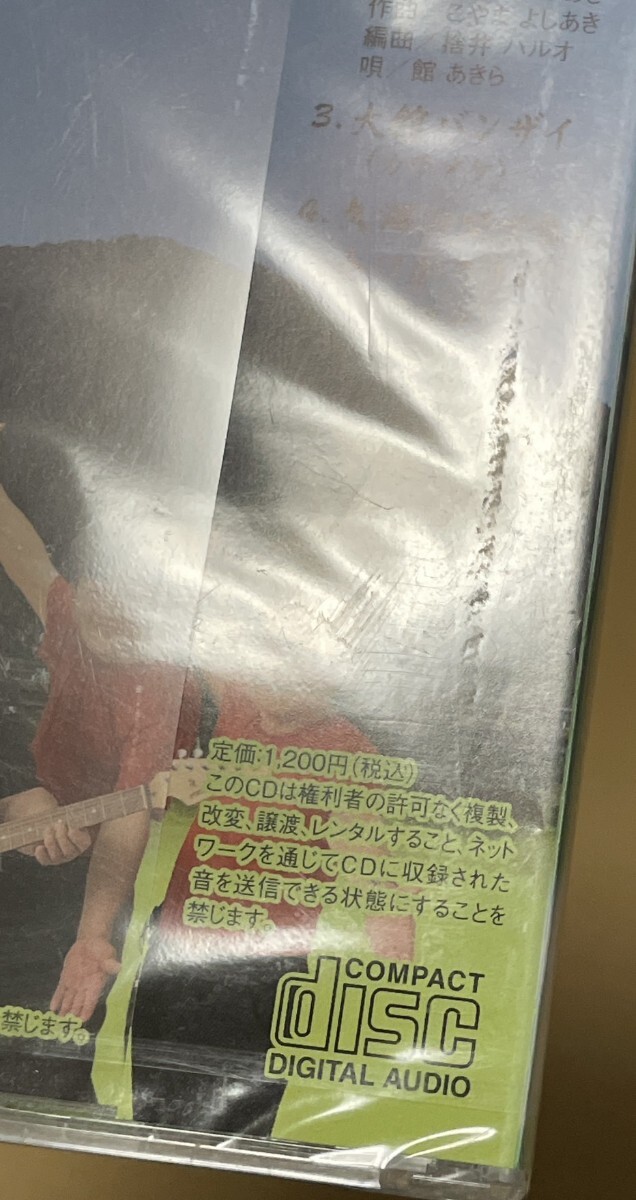 作曲 こやま よしあき
編曲／捨井 ハルオ
唄／館 あきら
3. 大館バンザイ
4.
定価:1,200円(税込)
このCDは権利者の許可なく複製、
改変、譲渡、レンタルすること、ネット
ワークを通じてCDに収録された
音を送信できる状態にすることを
禁じます。
禁じます。
COMPACT
disc
DIGITAL AUDIO